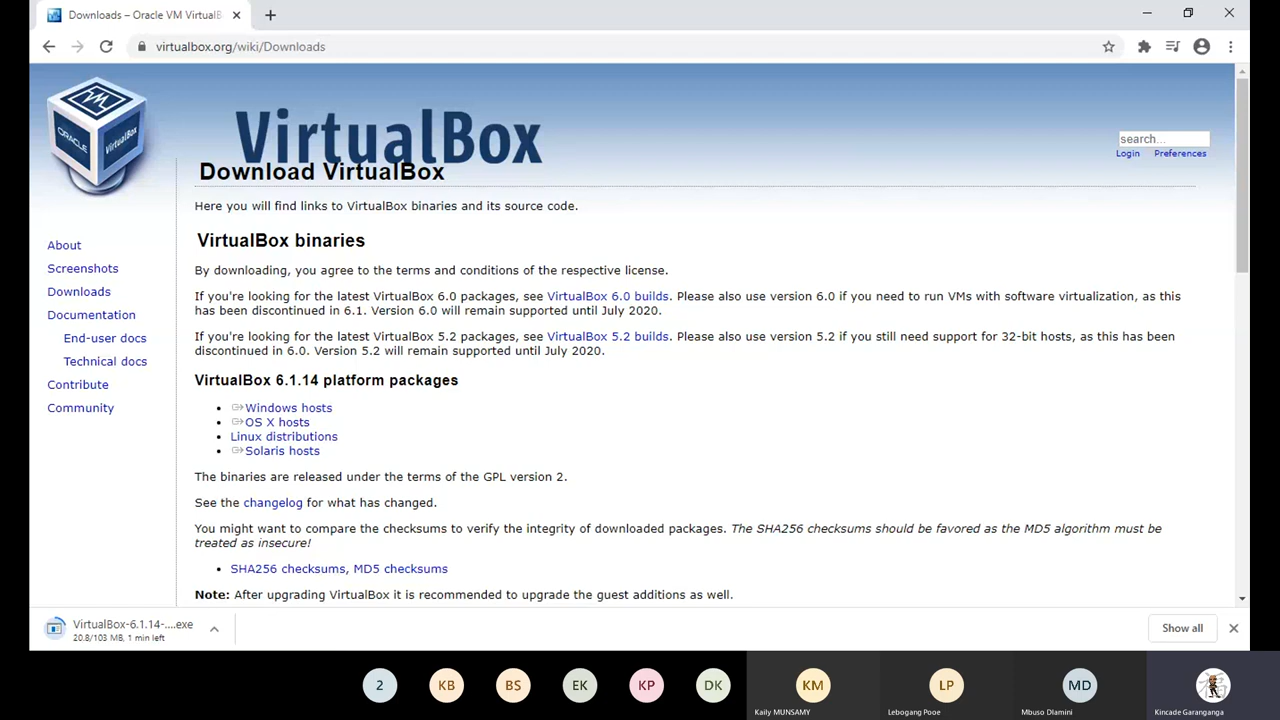 Downloads – Oracle VM VirtualB
virtualbox.org/wiki/Downloads
ORACLE
VirtualBox
VirtualBox
search...
Login Preferences
Download VirtualBox
Here you will find links to VirtualBox binaries and its source code.
About
Screenshots
Downloads
Documentation
End-user docs
Technical docs
Contribute
Community
VirtualBox binaries
By downloading, you agree to the terms and conditions of the respective license.
If you're looking for the latest VirtualBox 6.0 packages, see VirtualBox 6.0 builds. Please also use version 6.0 if you need to run VMs with software virtualization, as this
has been discontinued in 6.1. Version 6.0 will remain supported until July 2020.
If you're looking for the latest VirtualBox 5.2 packages, see VirtualBox 5.2 builds. Please also use version 5.2 if you still need support for 32-bit hosts, as this has been
discontinued in 6.0. Version 5.2 will remain supported until July 2020.
VirtualBox 6.1.14 platform packages
Windows hosts
OS X hosts
Linux distributions
Solaris hosts
The binaries are released under the terms of the GPL version 2.
See the changelog for what has changed.
You might want to compare the checksums to verify the integrity of downloaded packages. The SHA256 checksums should be favored as the MD5 algorithm must be
treated as insecure!
SHA256 checksums, MD5 checksums
Note: After upgrading VirtualBox it is recommended to upgrade the guest additions as well.
VirtualBox-6.1.14-....exe
20.8/103 MB, 1 min left
Show all
2 KB BS EK KP DK KM LP MD
Kaily MUNSAMY Lebogang Pooe Mbuso Dlamini Kincade Garanganga